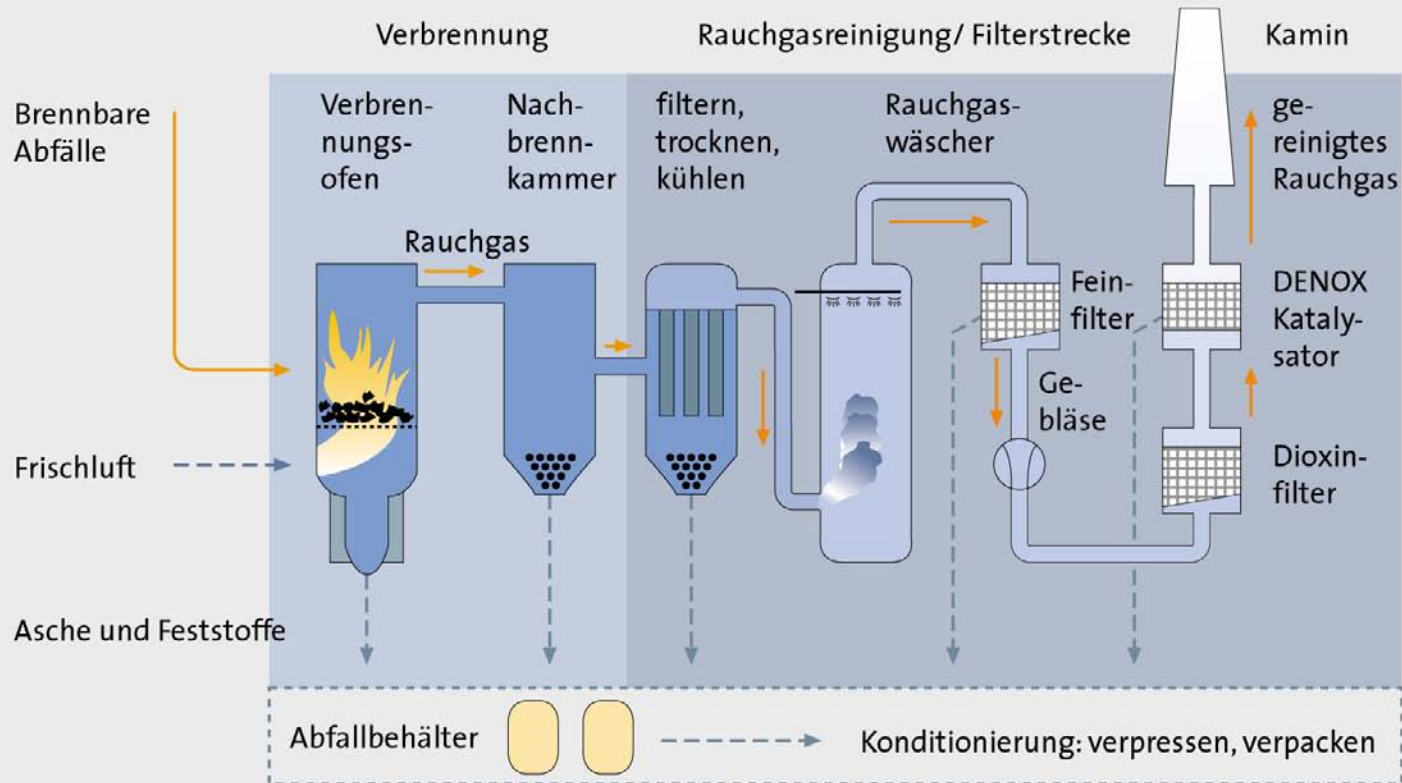 Verbrennung
Rauchgasreinigung/ Filterstrecke
Kamin
Brennbare
Abfälle
Verbren-
nungs-
ofen
Nach-
brenn-
kammer
filtern,
trocknen,
kühlen
Rauchgas-
wäscher
ge-
reinigtes
Rauchgas
Rauchgas
Fein-
filter
DENOX
Kataly-
sator
Ge-
bläse
Frischluft
Dioxin-
filter
Asche und Feststoffe
Abfallbehälter
Konditionierung: verpressen, verpacken